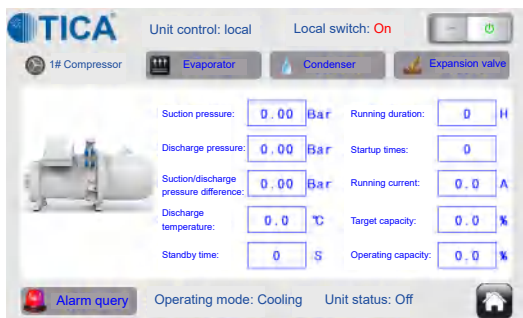 TICA Unit control: local Local switch: On
1# Compressor Evaporator Condenser Expansion valve
Suction pressure: 0.00 Bar Running duration: 0 H
Discharge pressure: 0.00 Bar Startup times: 0
Suction/discharge
pressure difference: 0.00 Bar Running current: 0.0 A
Discharge
temperature: 0.0 ℃ Target capacity: 0.0 %
Standby time: 0 S Operating capacity: 0.0 %
Alarm query Operating mode: Cooling Unit status: Off